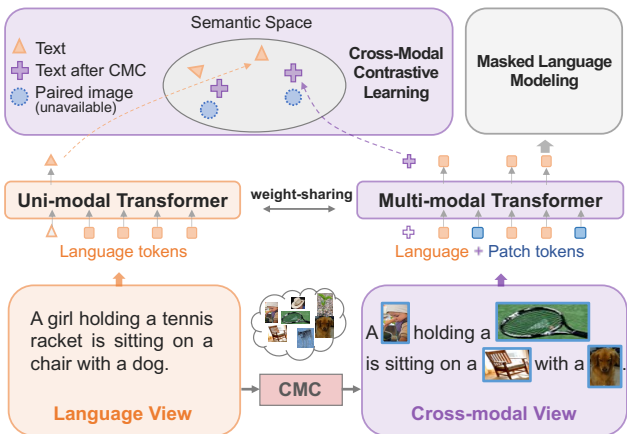 Semantic Space
Text
Text after CMC
Paired image
(unavailable)
Cross-Modal
Contrastive
Learning
Masked Language
Modeling
Uni-modal Transformer
weight-sharing
Multi-modal Transformer
Language tokens
Language + Patch tokens
A girl holding a tennis
racket is sitting on a
chair with a dog.
Language View
CMC
A holding a
is sitting on a with a .
Cross-modal View